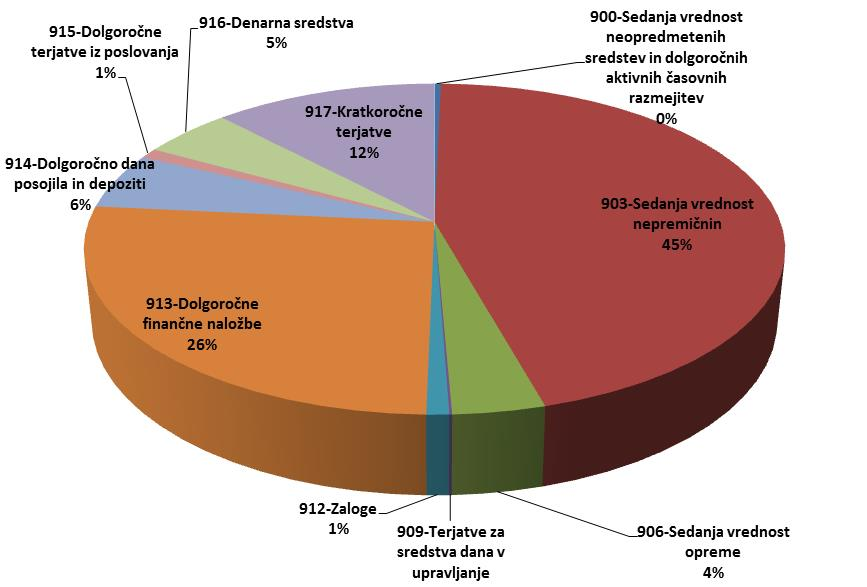 915-Dolgoročne
terjatve iz poslovanja
1%
916-Denarna sredstva
5%
900-Sedanja vrednost
neopredmetenih
sredstev in dolgoročnih
aktivnih časovnih
razmejitev
0%
917-Kratkoročne
terjatve
12%
914-Dolgoročno dana
posojila in depoziti
6%
903-Sedanja vrednost
nepremičnin
45%
913-Dolgoročne
finančne naložbe
26%
912-Zaloge
1%
909-Terjatve za
sredstva dana v
upravljanje
906-Sedanja vrednost
opreme
4%